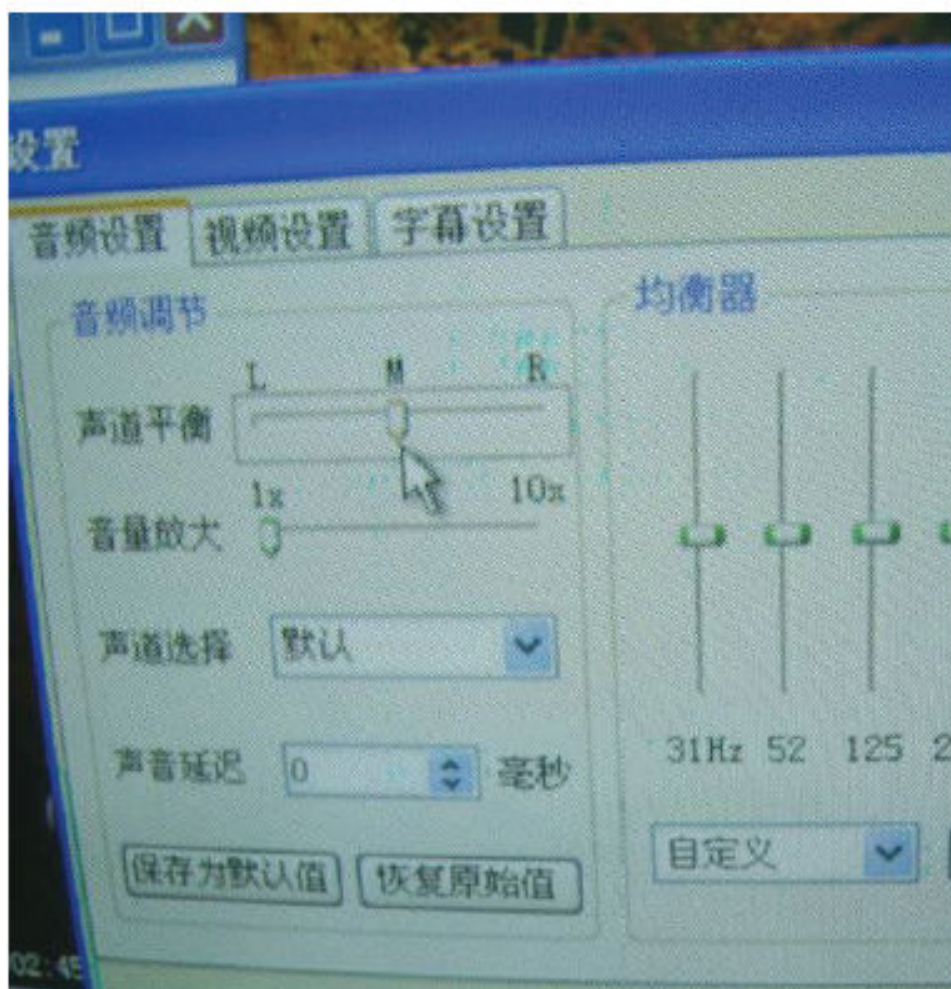 设置
音频设置 视频设置 字幕设置
音频调节
L M R
声道平衡
1x 10x
音量放大
声道选择 默认
声音延迟 0 毫秒
保存为默认值 恢复原始值
均衡器
31Hz 52 125 2
自定义
02:45